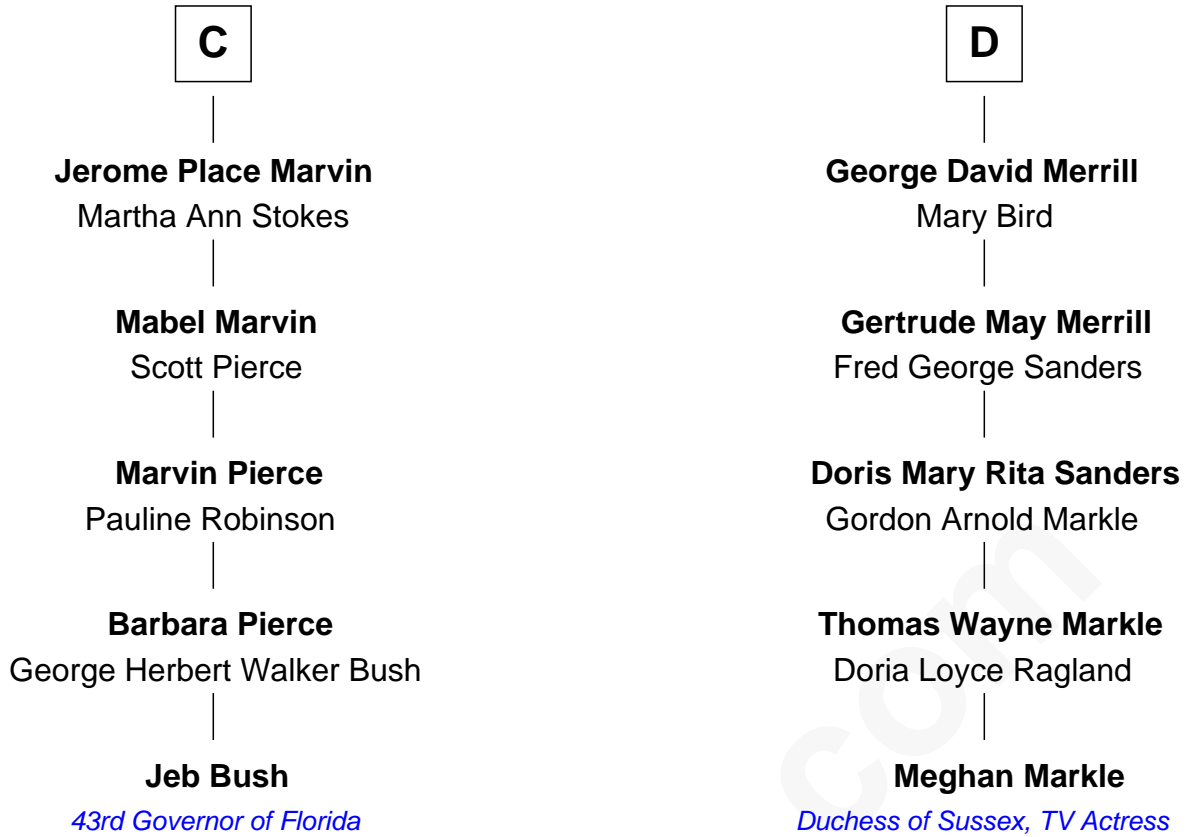 C
Jerome Place Marvin
Martha Ann Stokes
Mabel Marvin
Scott Pierce
Marvin Pierce
Pauline Robinson
Barbara Pierce
George Herbert Walker Bush
Jeb Bush
43rd Governor of Florida
D
George David Merrill
Mary Bird
Gertrude May Merrill
Fred George Sanders
Doris Mary Rita Sanders
Gordon Arnold Markle
Thomas Wayne Markle
Doria Loyce Ragland
Meghan Markle
Duchess of Sussex, TV Actress
com